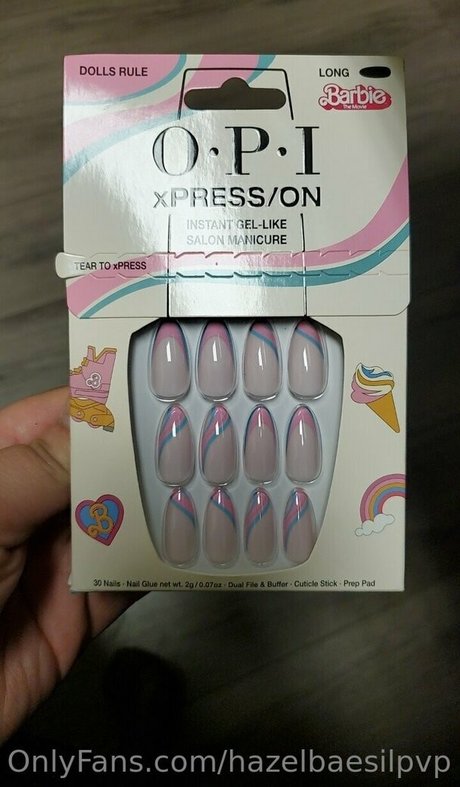 DOLLS RULE
LONG
Barbie
The Movie
O·P·I
xPRESS/ON
INSTANT GEL-LIKE
SALON MANICURE
TEAR TO xPRESS
B
30 Nails · Nail Glue net wt. 2g/0.07oz · Dual File & Buffer · Cuticle Stick · Prep Pad
OnlyFans.com/hazelbaesilpvp